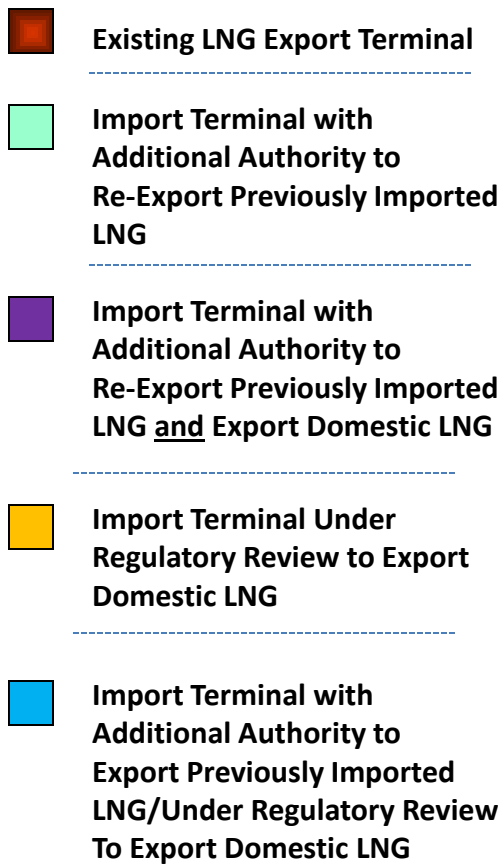 Existing LNG Export Terminal
Import Terminal with
Additional Authority to
Re-Export Previously Imported
LNG
Import Terminal with
Additional Authority to
Re-Export Previously Imported
LNG and Export Domestic LNG
Import Terminal Under
Regulatory Review to Export
Domestic LNG
Import Terminal with
Additional Authority to
Export Previously Imported
LNG/Under Regulatory Review
To Export Domestic LNG